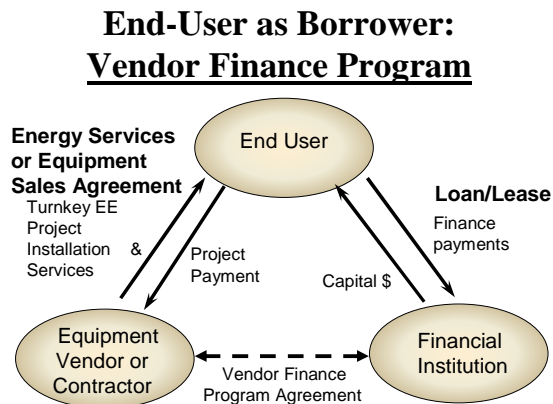 End-User as Borrower:
Vendor Finance Program
Energy Services
or Equipment
Sales Agreement
Turnkey EE
Project
Installation &
Services
End User
Loan/Lease
Finance
payments
Project
Payment
Capital $
Equipment
Vendor or
Contractor
Vendor Finance
Program Agreement
Financial
Institution